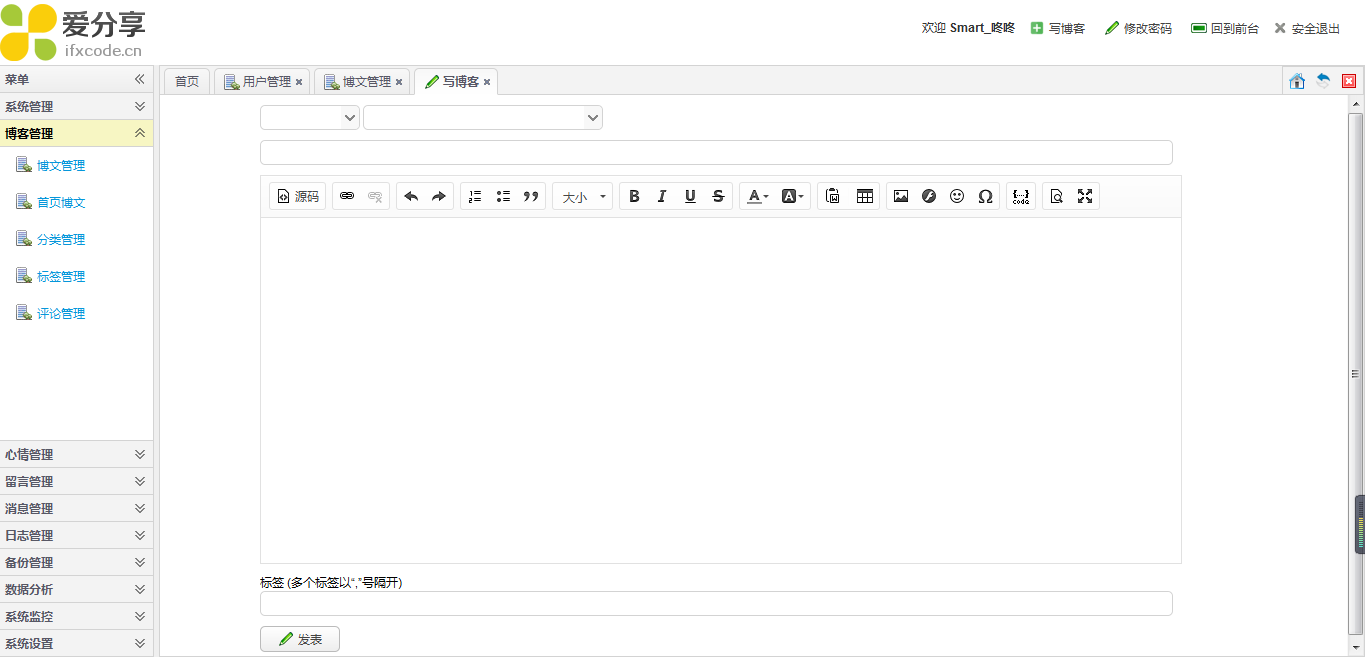 爱分享
ifxcode.cn
欢迎 Smart_咚咚 写博客 修改密码 回到前台 安全退出
菜单
系统管理
博客管理
博文管理
首页博文
分类管理
标签管理
评论管理
心情管理
留言管理
消息管理
日志管理
备份管理
数据分析
系统监控
系统设置
首页 用户管理 博文管理 写博客
源码 大小 B I U S A A Ω
标签 (多个标签以“,”号隔开)
发表